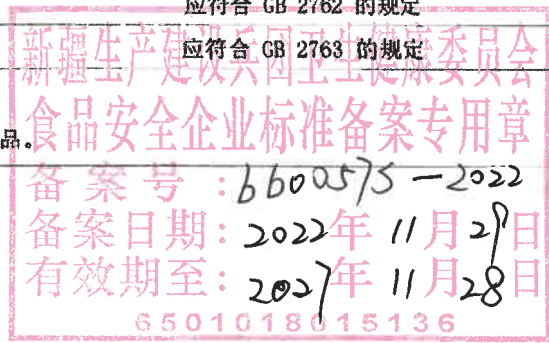 应符合 GB 2762 的规定
应符合 GB 2763 的规定
新疆生产建设兵团卫生健康委员会
食品安全企业标准备案专用章
品。
备案号：6600575-2022
备案日期：2022年11月29日
有效期至：2027年11月28日
6501018015136